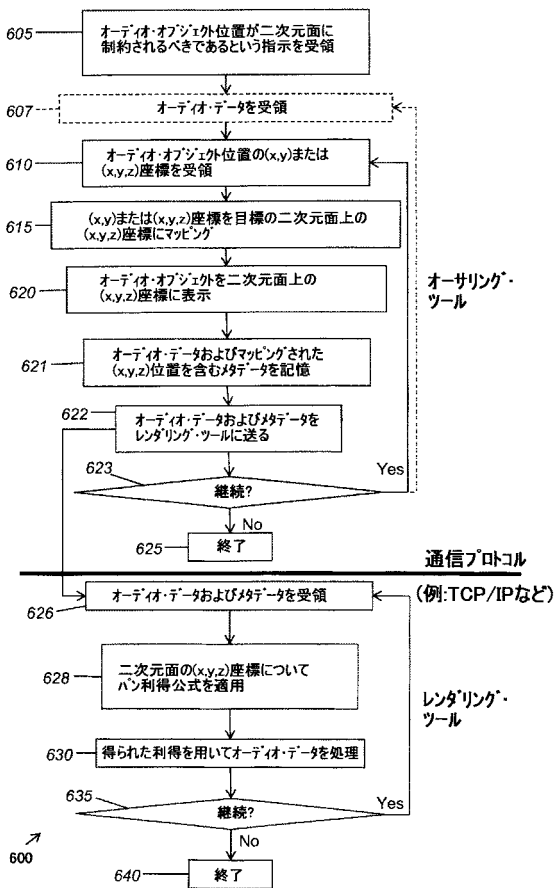 605
オーディオ・オブジェクト位置が二次元面に
制約されるべきであるという指示を受領
607
オーディオ・データを受領
610
オーディオ・オブジェクト位置の(x,y)または
(x,y,z)座標を受領
615
(x,y)または(x,y,z)座標を目標の二次元面上の
(x,y,z)座標にマッピング
620
オーディオ・オブジェクトを二次元面上の
(x,y,z)座標に表示
オーサリング・
ツール
621
オーディオ・データおよびマッピングされた
(x,y,z)位置を含むメタデータを記憶
622
オーディオ・データおよびメタデータを
レンダリング・ツールに送る
623
継続?
Yes
No
625
終了
通信プロトコル
(例:TCP/IPなど)
626
オーディオ・データおよびメタデータを受領
628
二次元面の(x,y,z)座標について
パン利得公式を適用
レンダリング・
ツール
630
得られた利得を用いてオーディオ・データを処理
635
継続?
Yes
No
600
640
終了